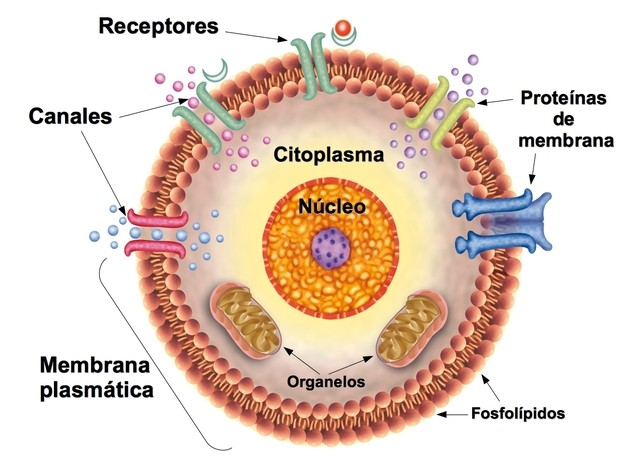 Receptores
Canales
Proteínas
de
membrana
Citoplasma
Núcleo
Membrana
plasmática
Organelos
Fosfolípidos